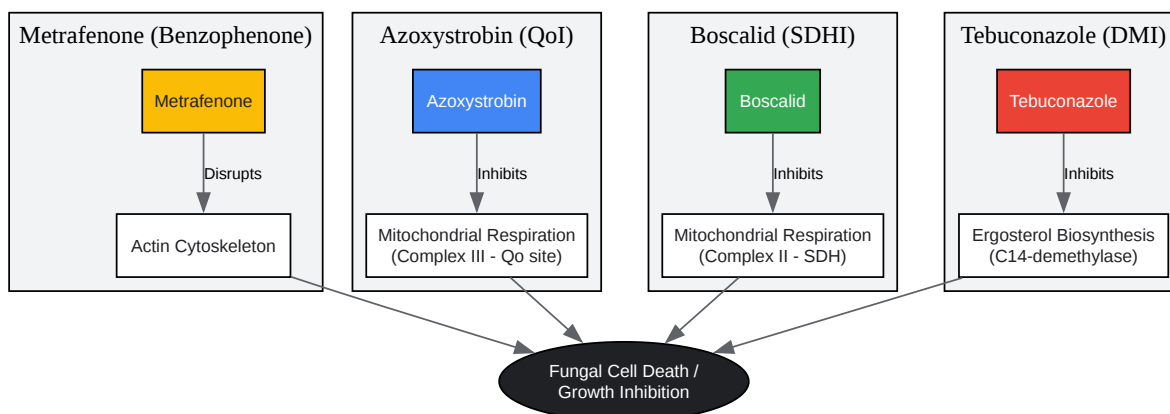 Metrafenone (Benzophenone)
Metrafenone
Disrupts
Actin Cytoskeleton
Azoxystrobin (QoI)
Azoxystrobin
Inhibits
Mitochondrial Respiration
(Complex III - Qo site)
Boscalid (SDHI)
Boscalid
Inhibits
Mitochondrial Respiration
(Complex II - SDH)
Tebuconazole (DMI)
Tebuconazole
Inhibits
Ergosterol Biosynthesis
(C14-demethylase)
Fungal Cell Death /
Growth Inhibition